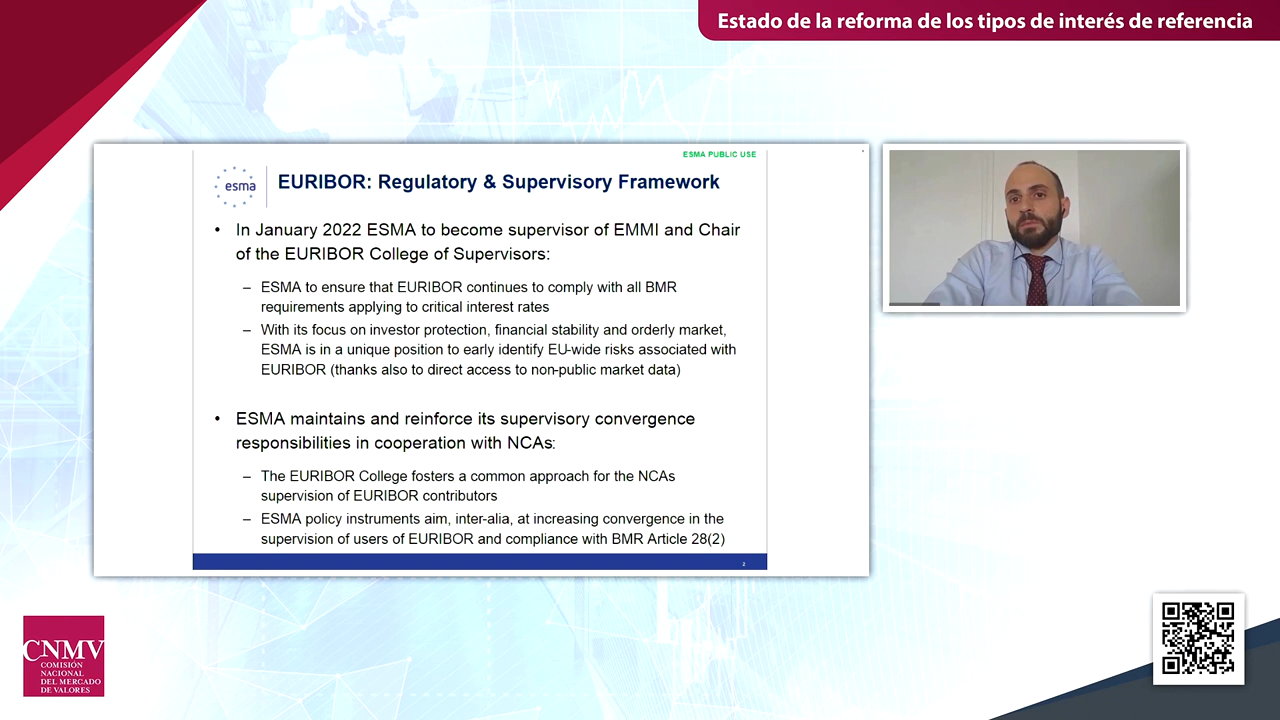 Estado de la reforma de los tipos de interés de referencia
ESMA PUBLIC USE
esma
EURIBOR: Regulatory & Supervisory Framework
• In January 2022 ESMA to become supervisor of EMMI and Chair
of the EURIBOR College of Supervisors:
– ESMA to ensure that EURIBOR continues to comply with all BMR
requirements applying to critical interest rates
– With its focus on investor protection, financial stability and orderly market,
ESMA is in a unique position to early identify EU-wide risks associated with
EURIBOR (thanks also to direct access to non-public market data)
• ESMA maintains and reinforce its supervisory convergence
responsibilities in cooperation with NCAs:
– The EURIBOR College fosters a common approach for the NCAs
supervision of EURIBOR contributors
– ESMA policy instruments aim, inter-alia, at increasing convergence in the
supervision of users of EURIBOR and compliance with BMR Article 28(2)
2
CNMV
COMISIÓN
NACIONAL
DEL MERCADO
DE VALORES